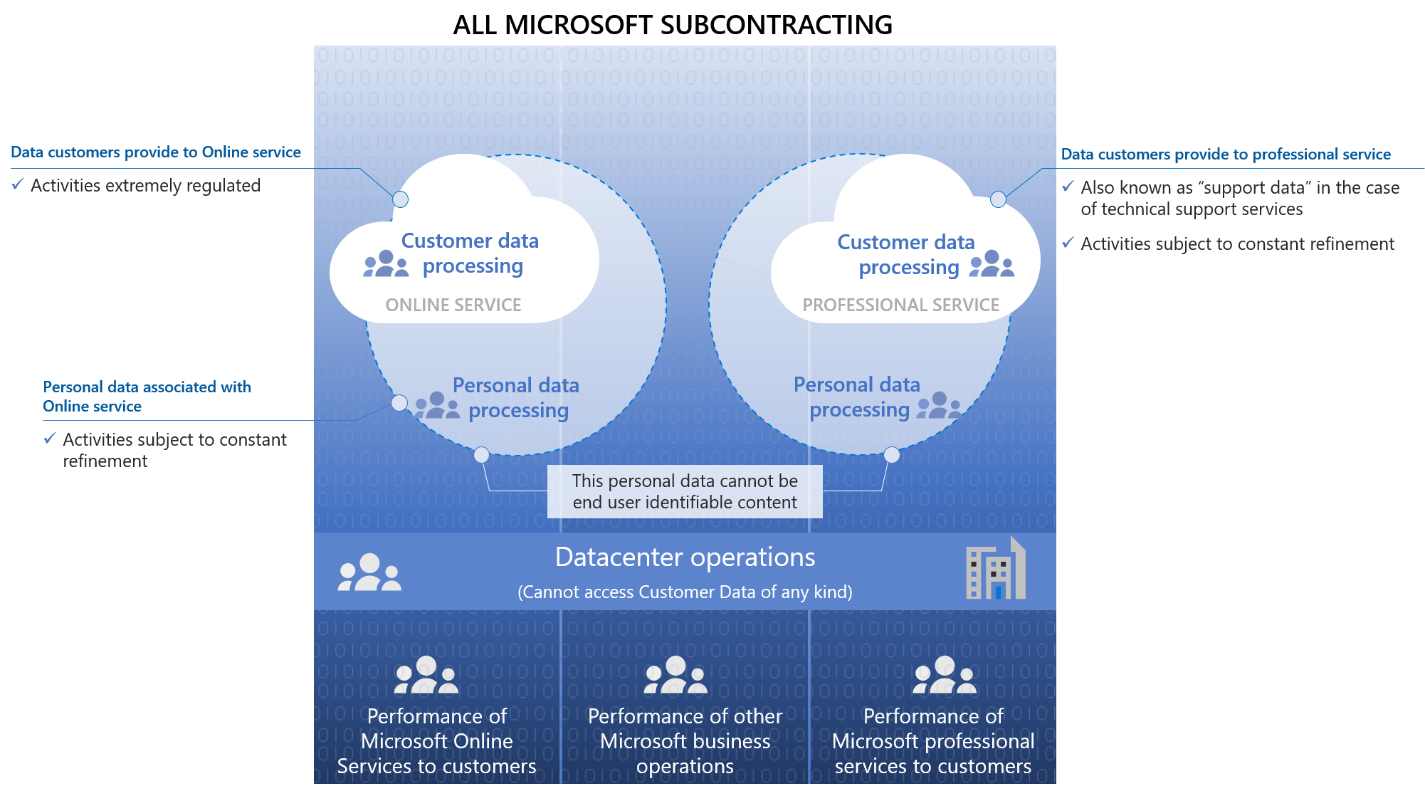 ALL MICROSOFT SUBCONTRACTING
Data customers provide to Online service
✓ Activities extremely regulated
Customer data
processing
ONLINE SERVICE
Data customers provide to professional service
✓ Also known as “support data” in the case
of technical support services
✓ Activities subject to constant refinement
Customer data
processing
PROFESSIONAL SERVICE
Personal data associated with
Online service
✓ Activities subject to constant
refinement
Personal data
processing
Personal data
processing
This personal data cannot be
end user identifiable content
Datacenter operations
(Cannot access Customer Data of any kind)
Performance of
Microsoft Online
Services to customers
Performance of other
Microsoft business
operations
Performance of
Microsoft professional
services to customers